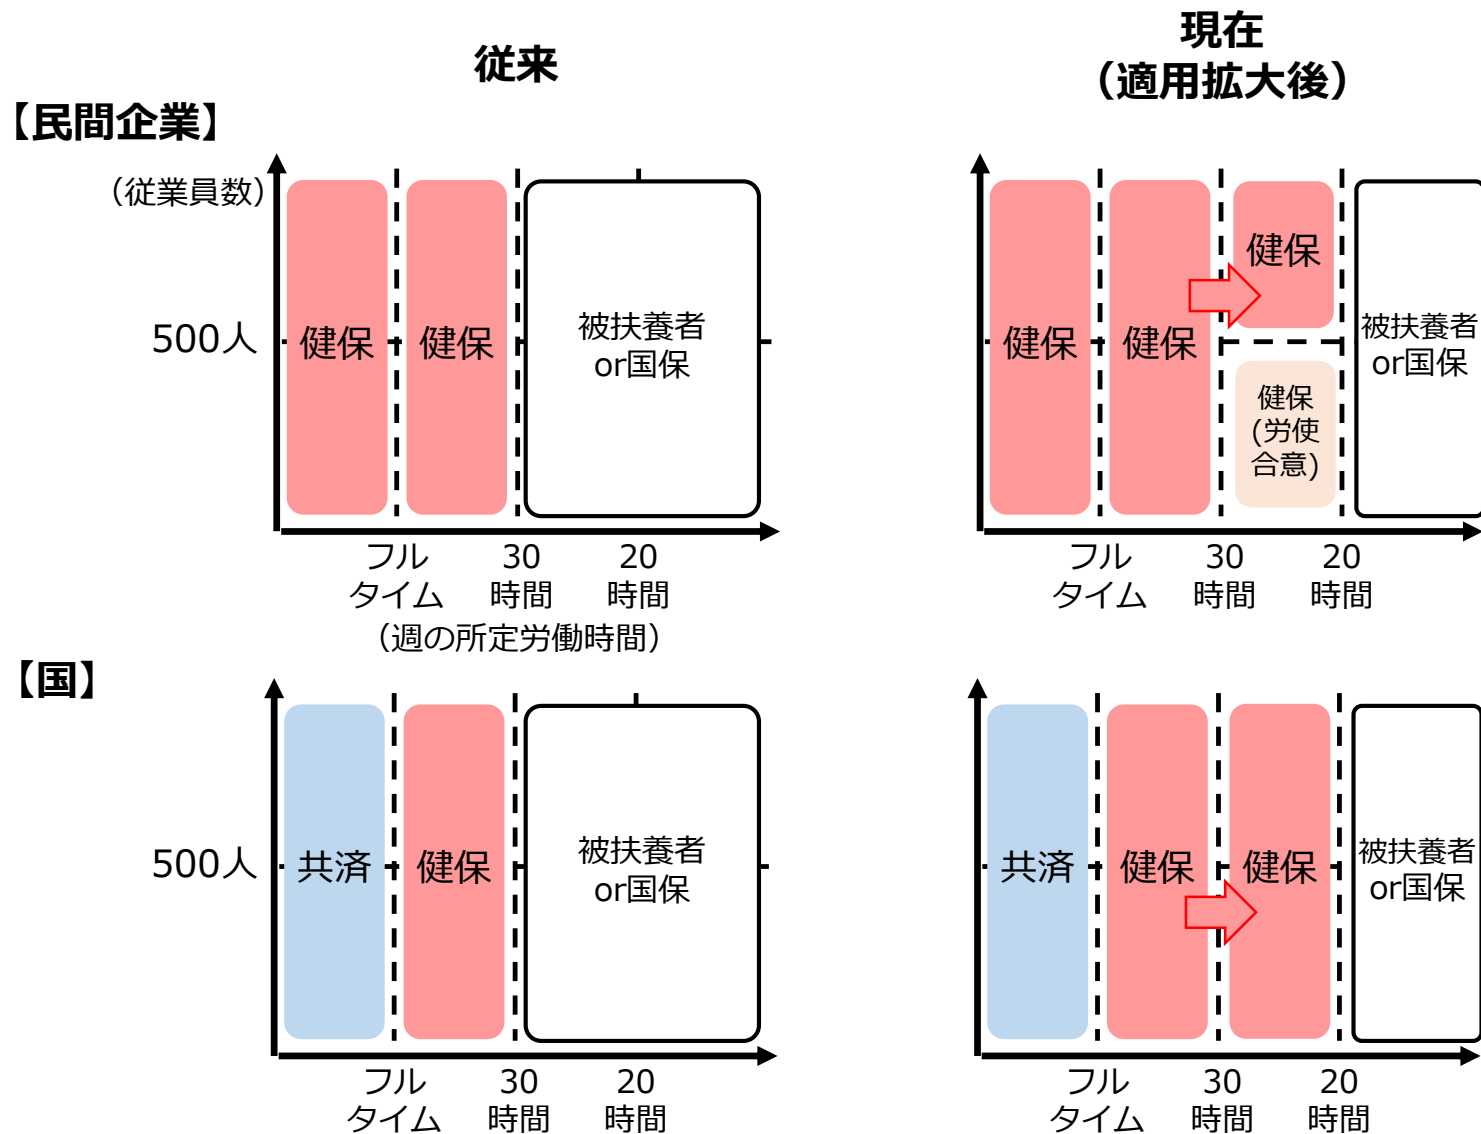 従来
現在
（適用拡大後）
【民間企業】
（従業員数）
500人
健保
健保
被扶養者
or国保
フル
タイム
30
時間
20
時間
（週の所定労働時間）
健保
健保
健保
健保
(労使
合意)
被扶養者
or国保
フル
タイム
30
時間
20
時間
【国】
500人
共済
健保
被扶養者
or国保
フル
タイム
30
時間
20
時間
共済
健保
健保
被扶養者
or国保
フル
タイム
30
時間
20
時間